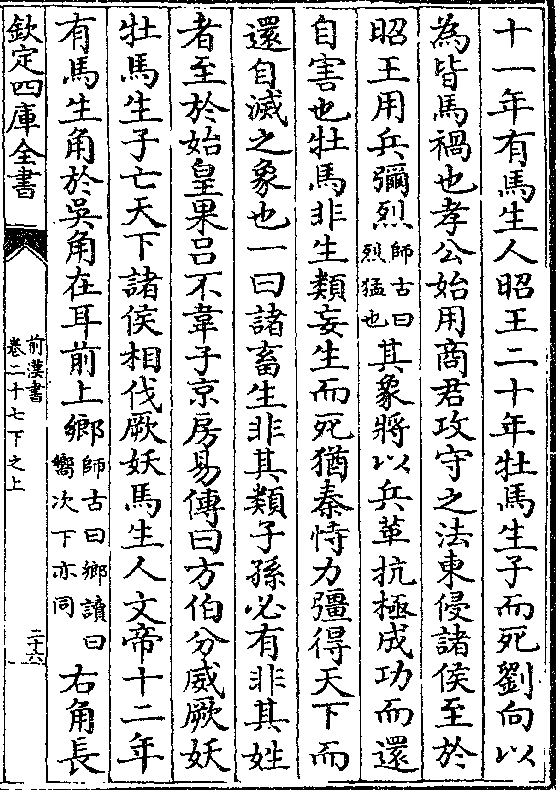 十一年有馬生人昭王二十年牡馬生子而死劉向以
為皆馬禍也孝公始用商君攻守之法東侵諸侯至於
昭王用兵彌烈師古曰烈猛也其象將以兵革抗極成功而還
自害也牡馬非生類妄生而死猶秦恃力彊得天下而
還自滅之象也一曰諸畜生非其類子孫必有非其姓
者至於始皇果吕不韋子京房易傳曰方伯分威厥妖
牡馬生子亡天下諸侯相伐厥妖馬生人文帝十二年
有馬生角於吳角在耳前上鄉師古曰鄉讀曰嚮次下亦同右角長
欽定四庫全書
前漢書
卷二十七下之上
二十六